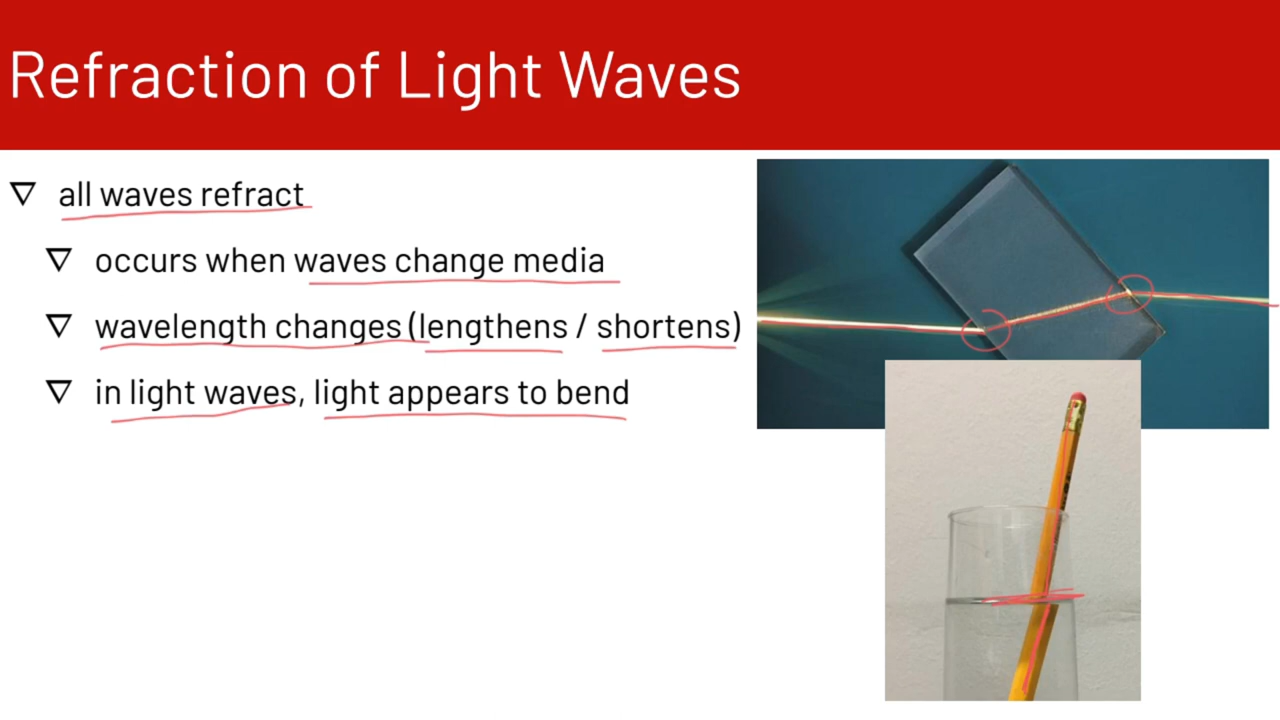 Refraction of Light Waves
all waves refract
occurs when waves change media
wavelength changes (lengthens / shortens)
in light waves, light appears to bend